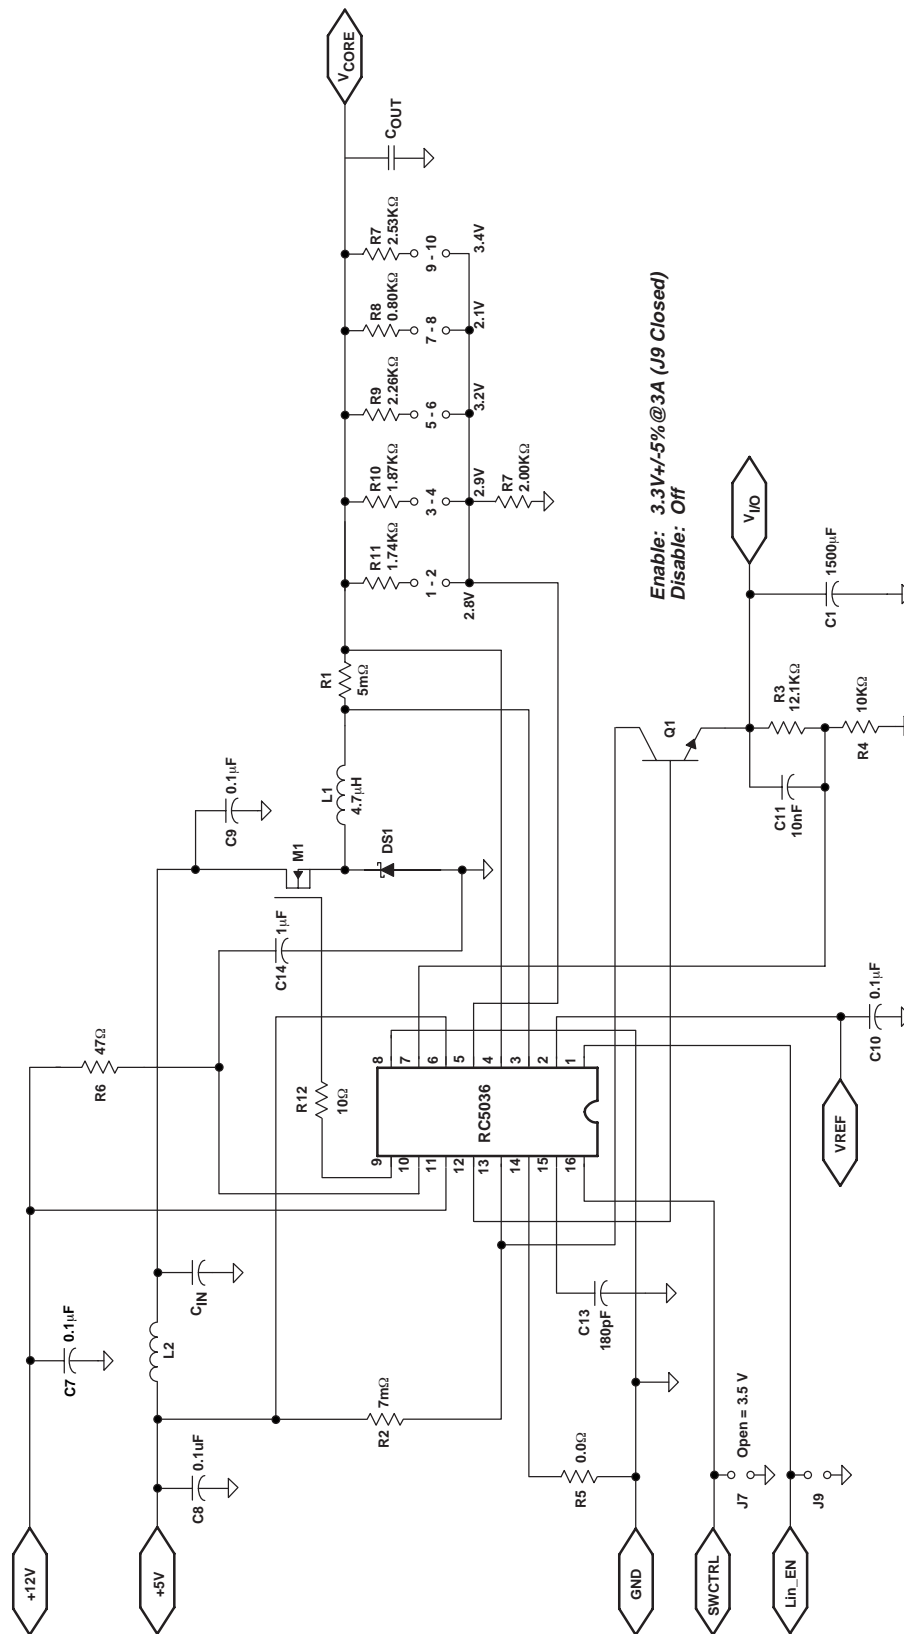 +12V
C7
0.1µF
R6
47Ω
+5V
C8
0.1uF
L2
CIN
C9
0.1µF
C14
1µF
M1
DS1
L1
4.7µH
R1
5mΩ
VCORE
COUT
R2
7mΩ
R12
10Ω
R11
1.74KΩ
1 - 2
2.8V
R10
1.87KΩ
3 - 4
2.9V
R9
2.26KΩ
5 - 6
3.2V
R8
0.80KΩ
7 - 8
2.1V
R7
2.53KΩ
9 - 10
3.4V
R7
2.00KΩ
RC5036
9
10
11
12
13
14
15
16
8
7
6
5
4
3
2
1
R5
0.0Ω
C13
180pF
GND
SWCTRL
J7
Open = 3.5 V
Lin_EN
J9
VREF
C10
0.1µF
Q1
C11
10nF
R3
12.1KΩ
R4
10KΩ
C1
1500µF
VI/O
Enable: 3.3V+/-5%@3A (J9 Closed)
Disable: Off